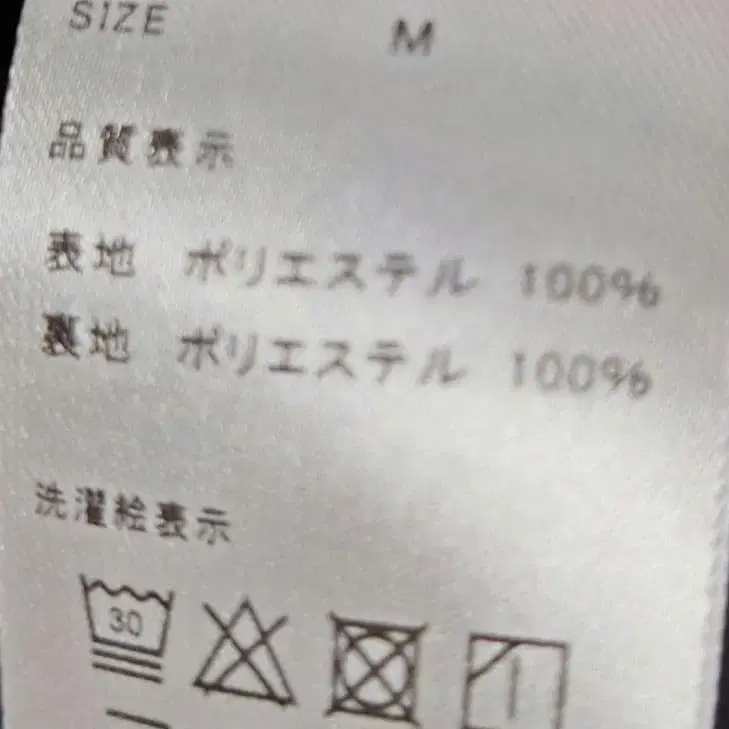 SIZE M
品質表示
表地 ポリエステル 100%
裏地 ポリエステル 100%
洗濯絵表示
30